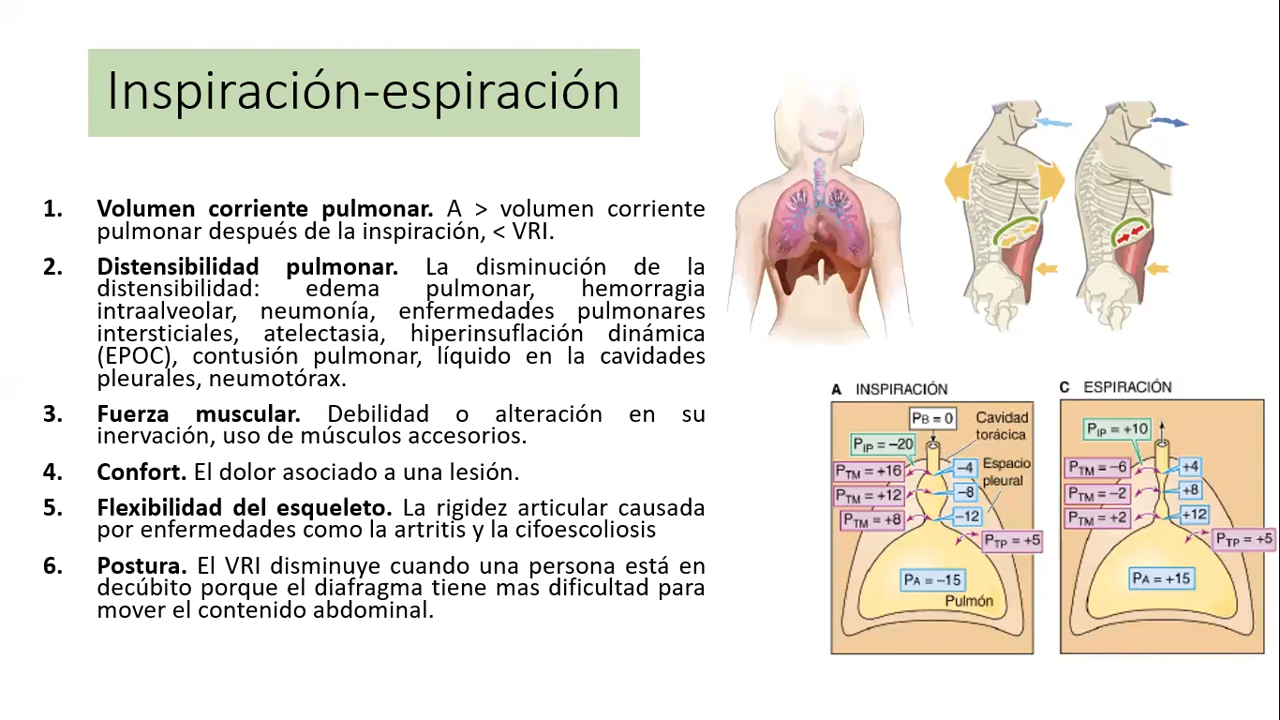 Inspiración-espiración
1. Volumen corriente pulmonar. A > volumen corriente
pulmonar después de la inspiración, < VRI.
2. Distensibilidad pulmonar. La disminución de la
distensibilidad: edema pulmonar, hemorragia
intraalveolar, neumonía, enfermedades pulmonares
intersticiales, atelectasia, hiperinsuflación dinámica
(EPOC), contusión pulmonar, líquido en la cavidades
pleurales, neumotórax.
3. Fuerza muscular. Debilidad o alteración en su
inervación, uso de músculos accesorios.
4. Confort. El dolor asociado a una lesión.
5. Flexibilidad del esqueleto. La rigidez articular causada
por enfermedades como la artritis y la cifoescoliosis
6. Postura. El VRI disminuye cuando una persona está en
decúbito porque el diafragma tiene mas dificultad para
mover el contenido abdominal.
A INSPIRACIÓN
PB = 0
Cavidad
torácica
PIP = –20
PTM = +16
–4
Espacio
pleural
PTM = +12
–8
PTM = +8
–12
PTP = +5
PA = –15
Pulmón
C ESPIRACIÓN
PIP = +10
PTM = –6
+4
PTM = –2
+8
PTM = +2
+12
PTP = +5
PA = +15